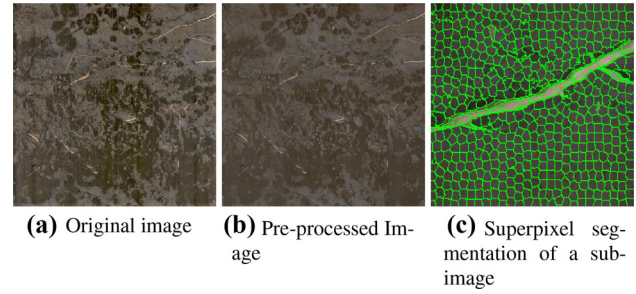 (a) Original image
(b) Pre-processed Im-
age
(c) Superpixel seg-
mentation of a sub-
image